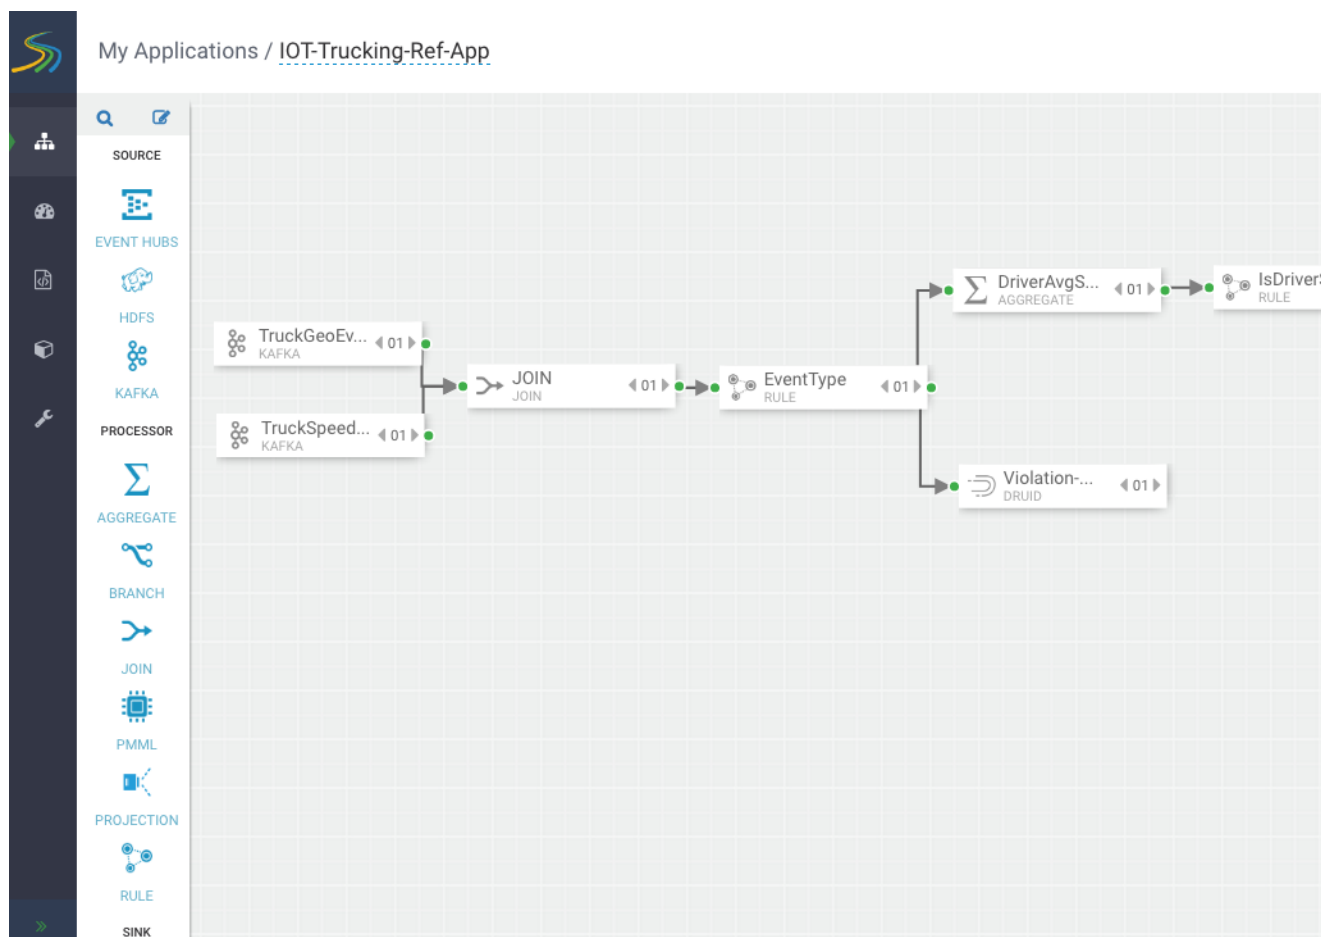 My Applications / IOT-Trucking-Ref-App
SOURCE
EVENT HUBS
HDFS
KAFKA
PROCESSOR
AGGREGATE
BRANCH
JOIN
PMML
PROJECTION
RULE
SINK
TruckGeoEv... 01
KAFKA
TruckSpeed... 01
KAFKA
JOIN 01
JOIN
EventType 01
RULE
DriverAvgS... 01
AGGREGATE
IsDriverS
RULE
Violation-... 01
DRUID